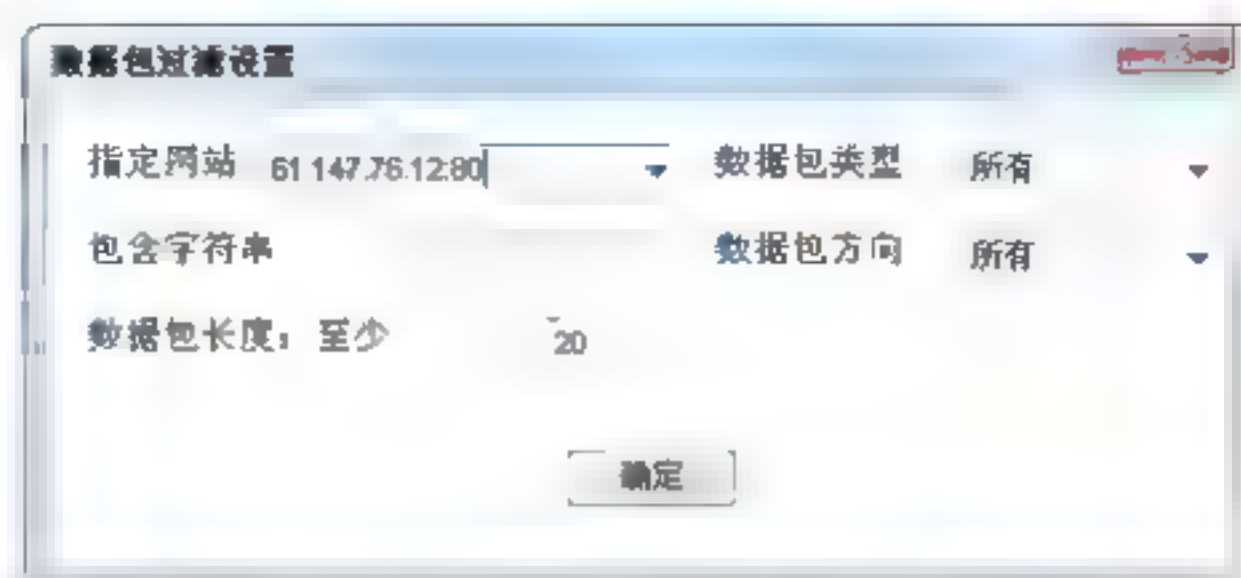 数据包过滤设置
指定网站 61.147.76.12:80 数据包类型 所有
包含字符串 数据包方向 所有
数据包长度：至少 20
确定